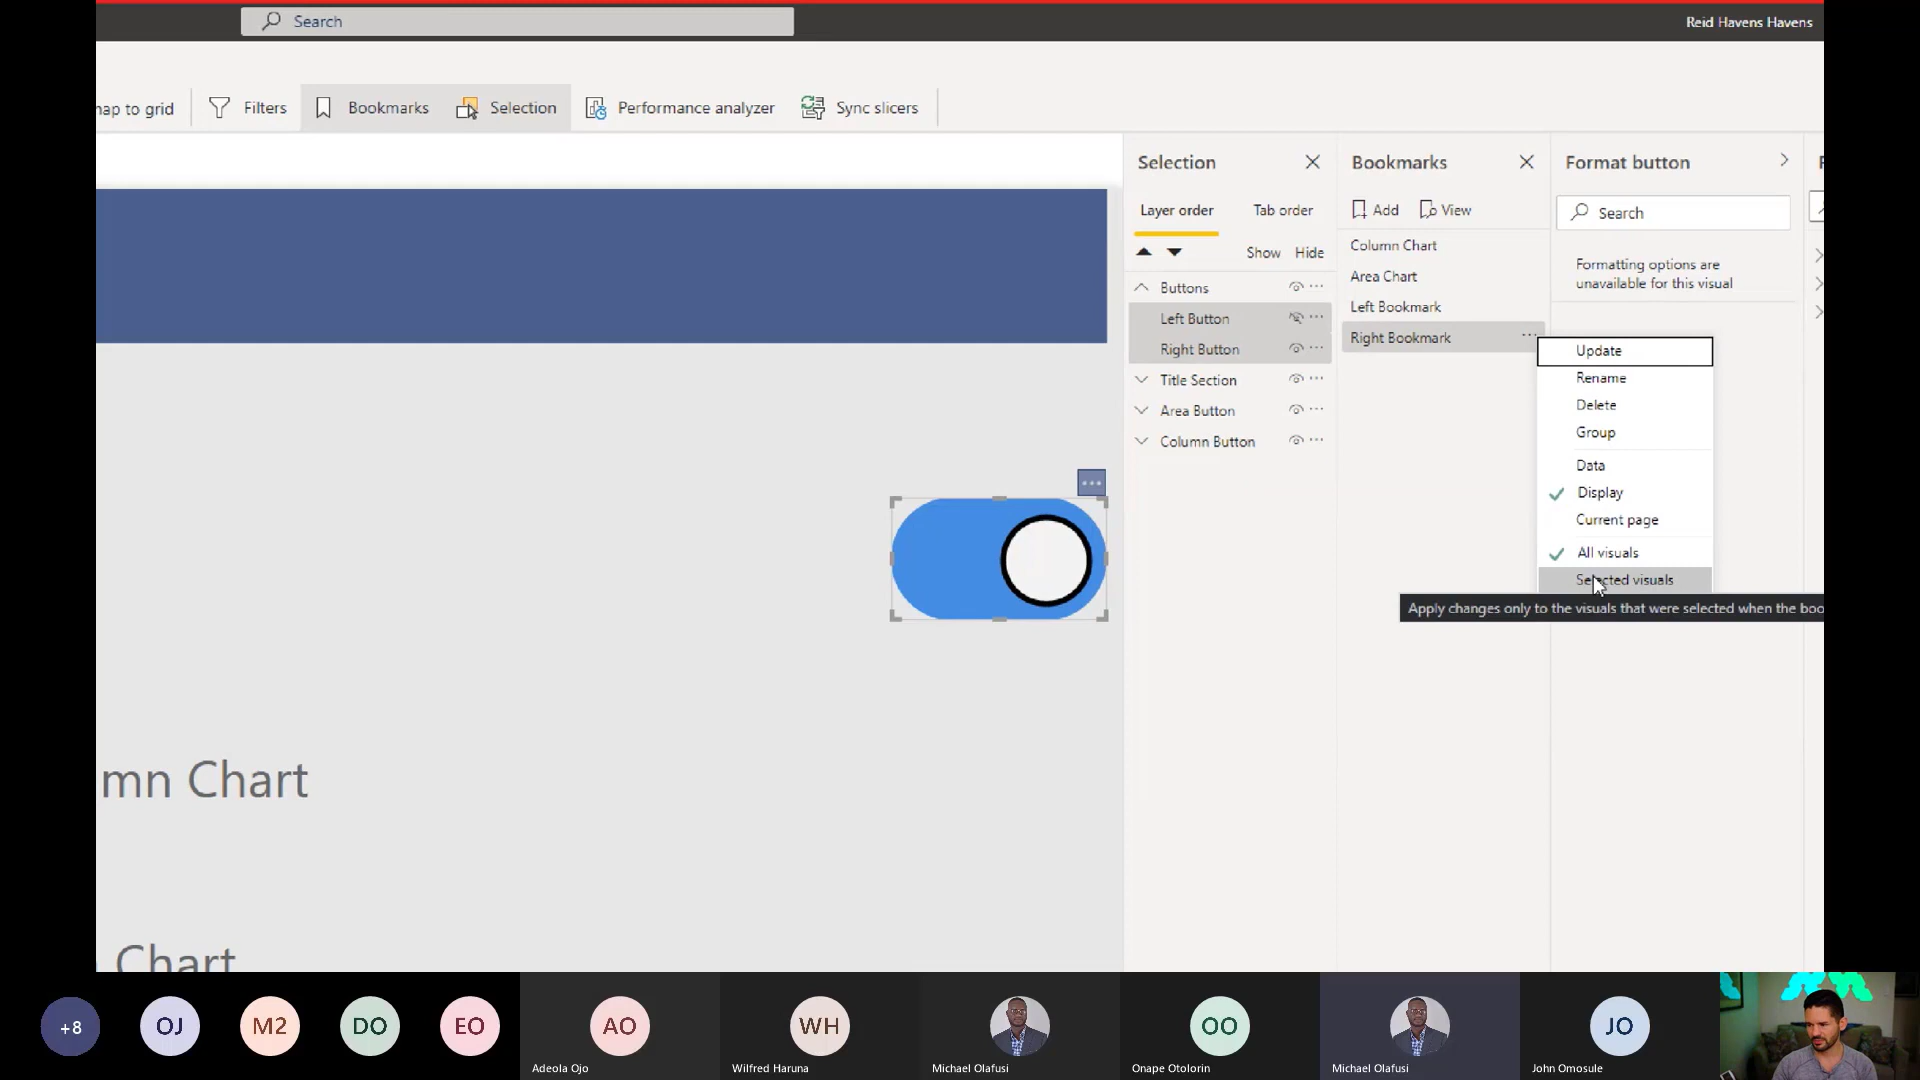 Search
Reid Havens Havens
nap to grid
Filters
Bookmarks
Selection
Performance analyzer
Sync slicers
Selection
Layer order
Tab order
Show
Hide
Buttons
Left Button
Right Button
Title Section
Area Button
Column Button
Bookmarks
Add
View
Column Chart
Area Chart
Left Bookmark
Right Bookmark
Format button
Search
Formatting options are
unavailable for this visual
Update
Rename
Delete
Group
Data
Display
Current page
All visuals
Selected visuals
Apply changes only to the visuals that were selected when the boo
mn Chart
Chart
+8
OJ
M2
DO
EO
AO
Adeola Ojo
WH
Wilfred Haruna
Michael Olafusi
OO
Onape Otolorin
Michael Olafusi
JO
John Omosule